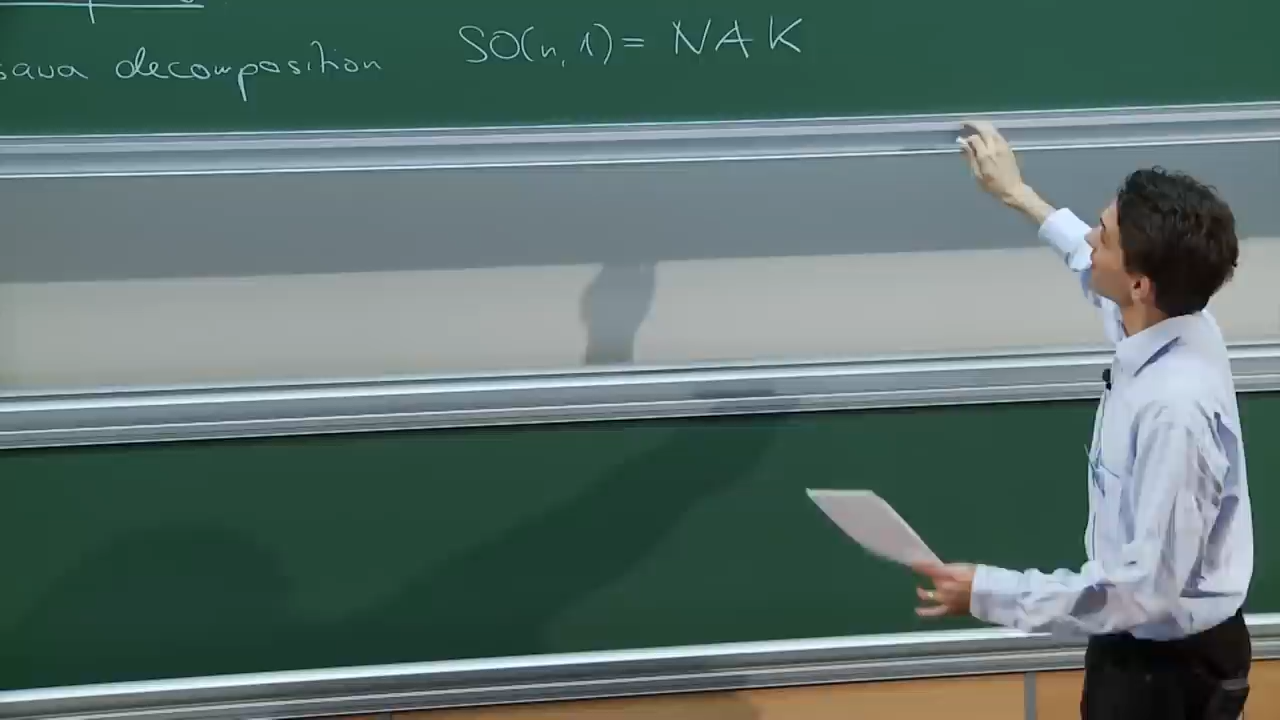 sawa decomposition SO(n,1) = NAK